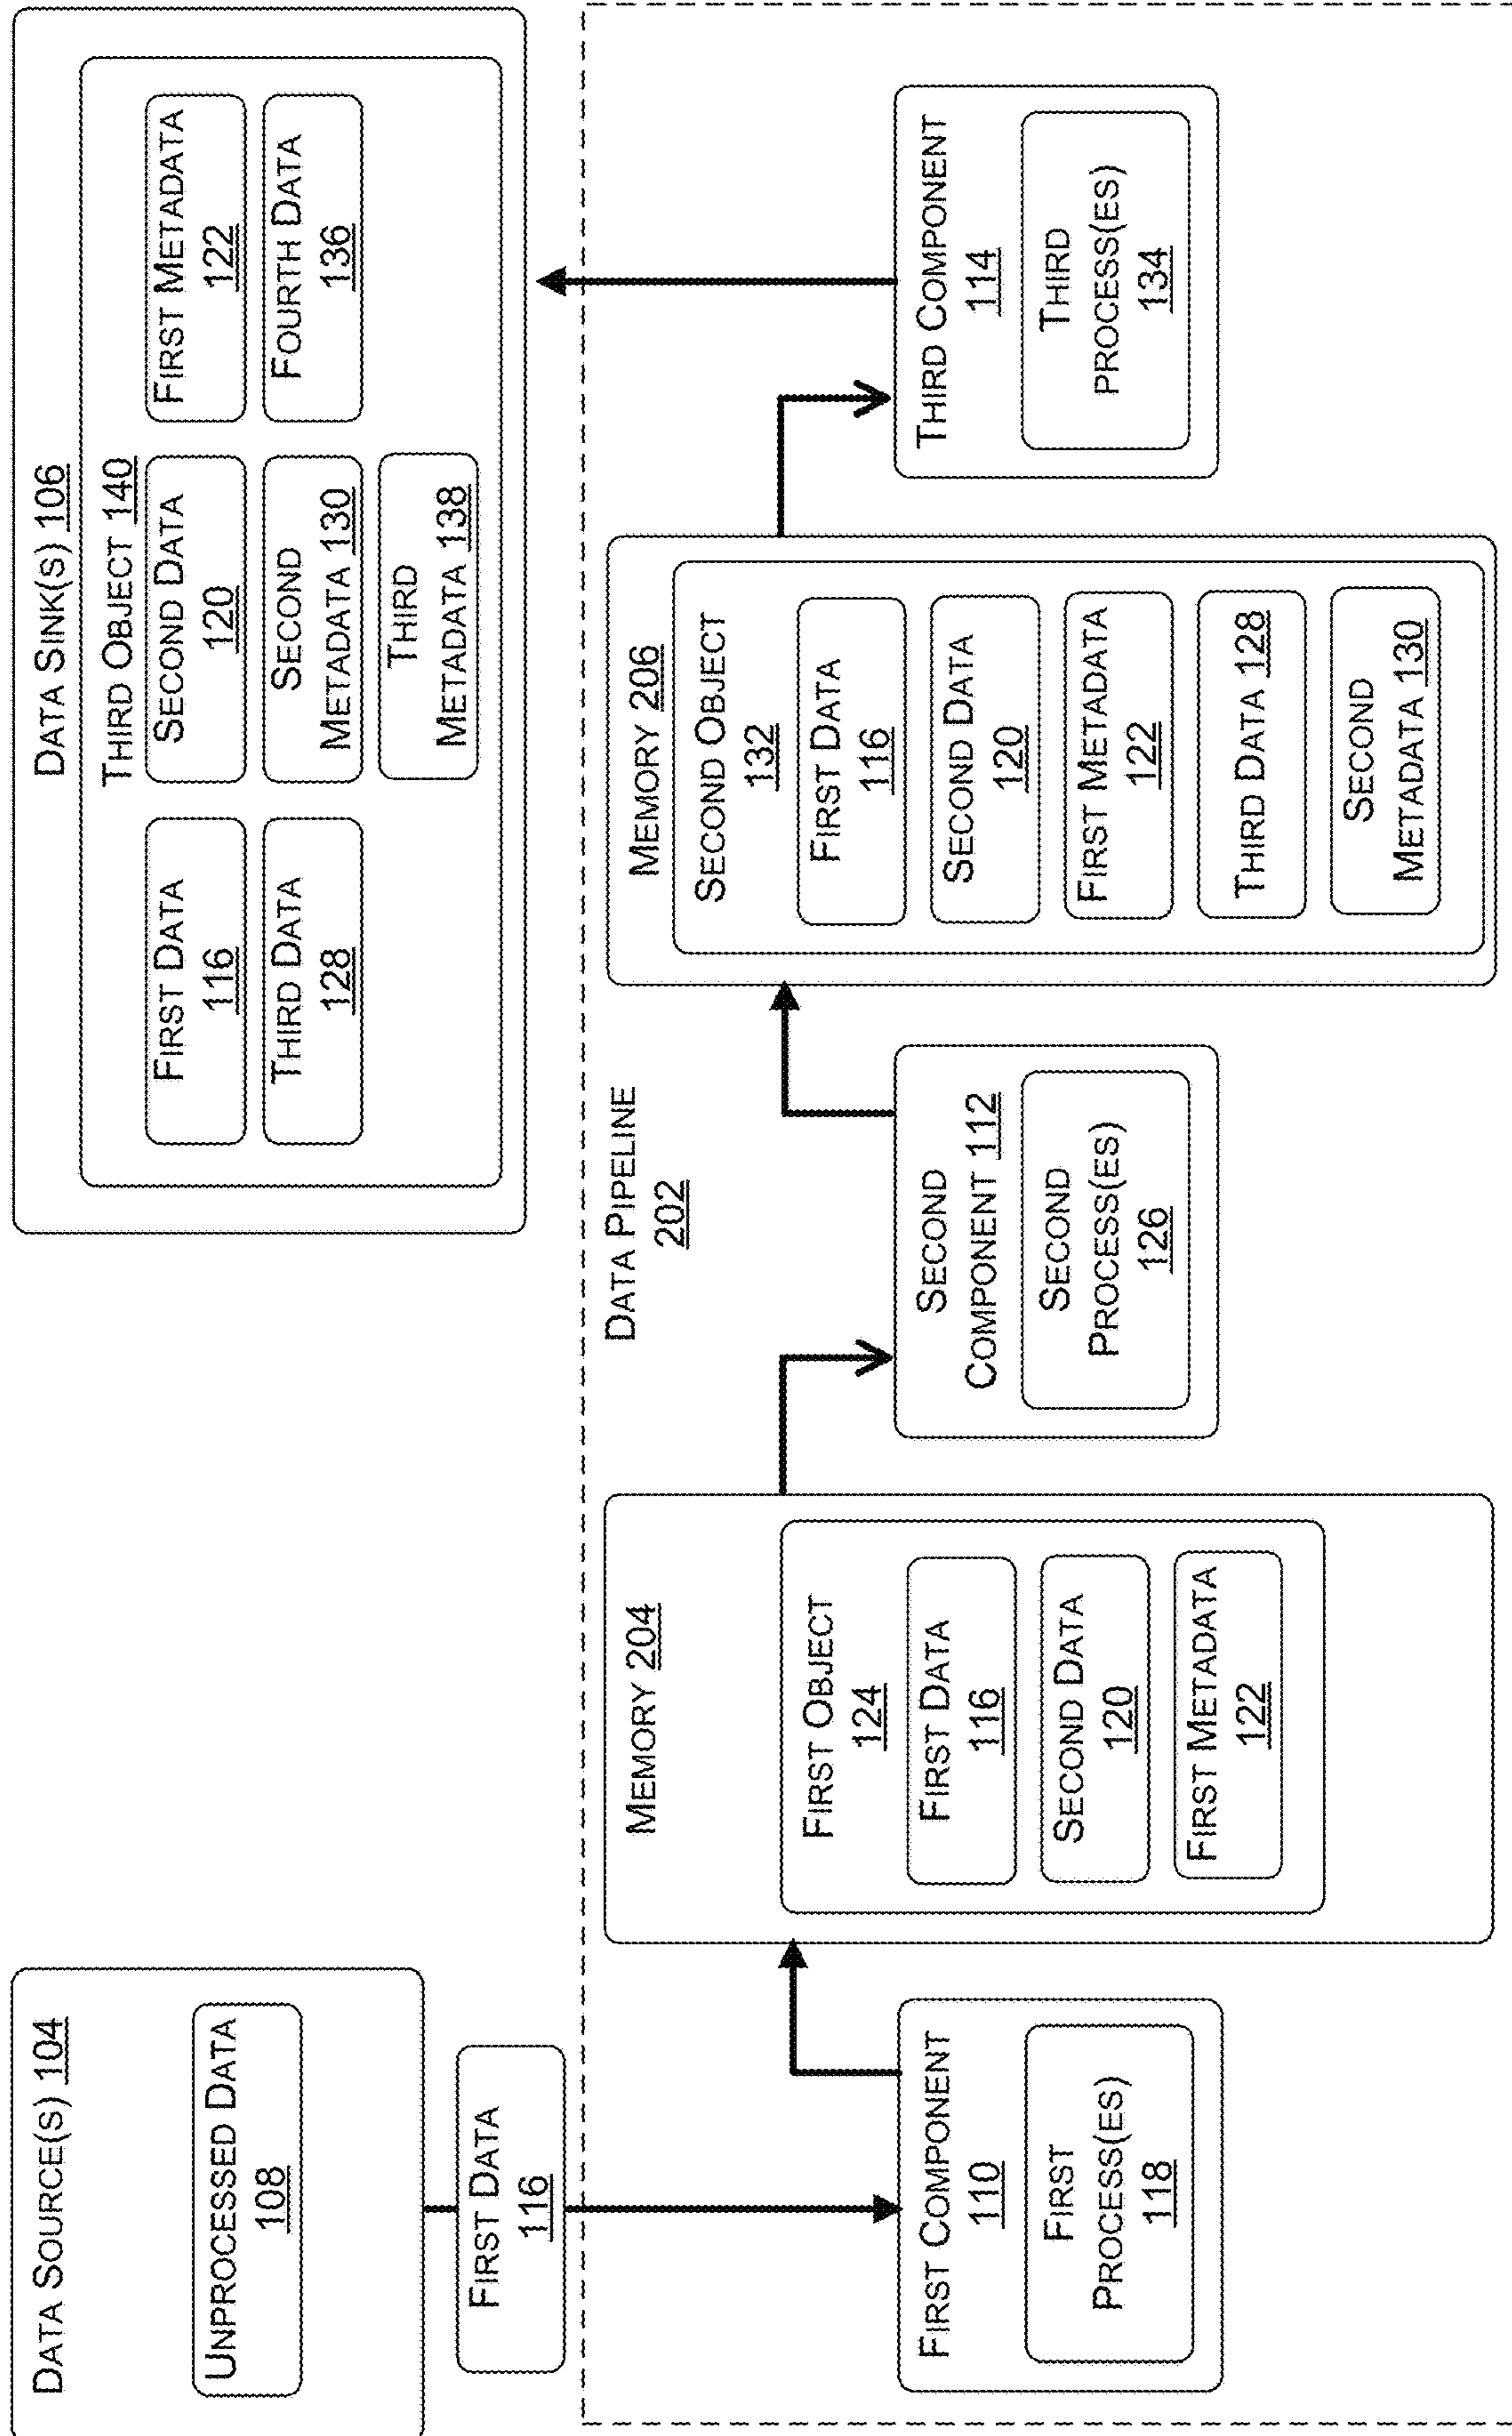 DATA SOURCE(S) 104
UNPROCESSED DATA
108
FIRST DATA
116
DATA SINK(S) 106
THIRD OBJECT 140
FIRST DATA
116
SECOND DATA
120
FIRST METADATA
122
THIRD DATA
128
SECOND
METADATA 130
FOURTH DATA
136
THIRD
METADATA 138
DATA PIPELINE
202
FIRST COMPONENT
110
FIRST
PROCESS(ES)
118
MEMORY 204
FIRST OBJECT
124
FIRST DATA
116
SECOND DATA
120
FIRST METADATA
122
SECOND
COMPONENT 112
SECOND
PROCESS(ES)
126
MEMORY 206
SECOND OBJECT
132
FIRST DATA
116
SECOND DATA
120
FIRST METADATA
122
THIRD DATA 128
SECOND
METADATA 130
THIRD COMPONENT
114
THIRD
PROCESS(ES)
134